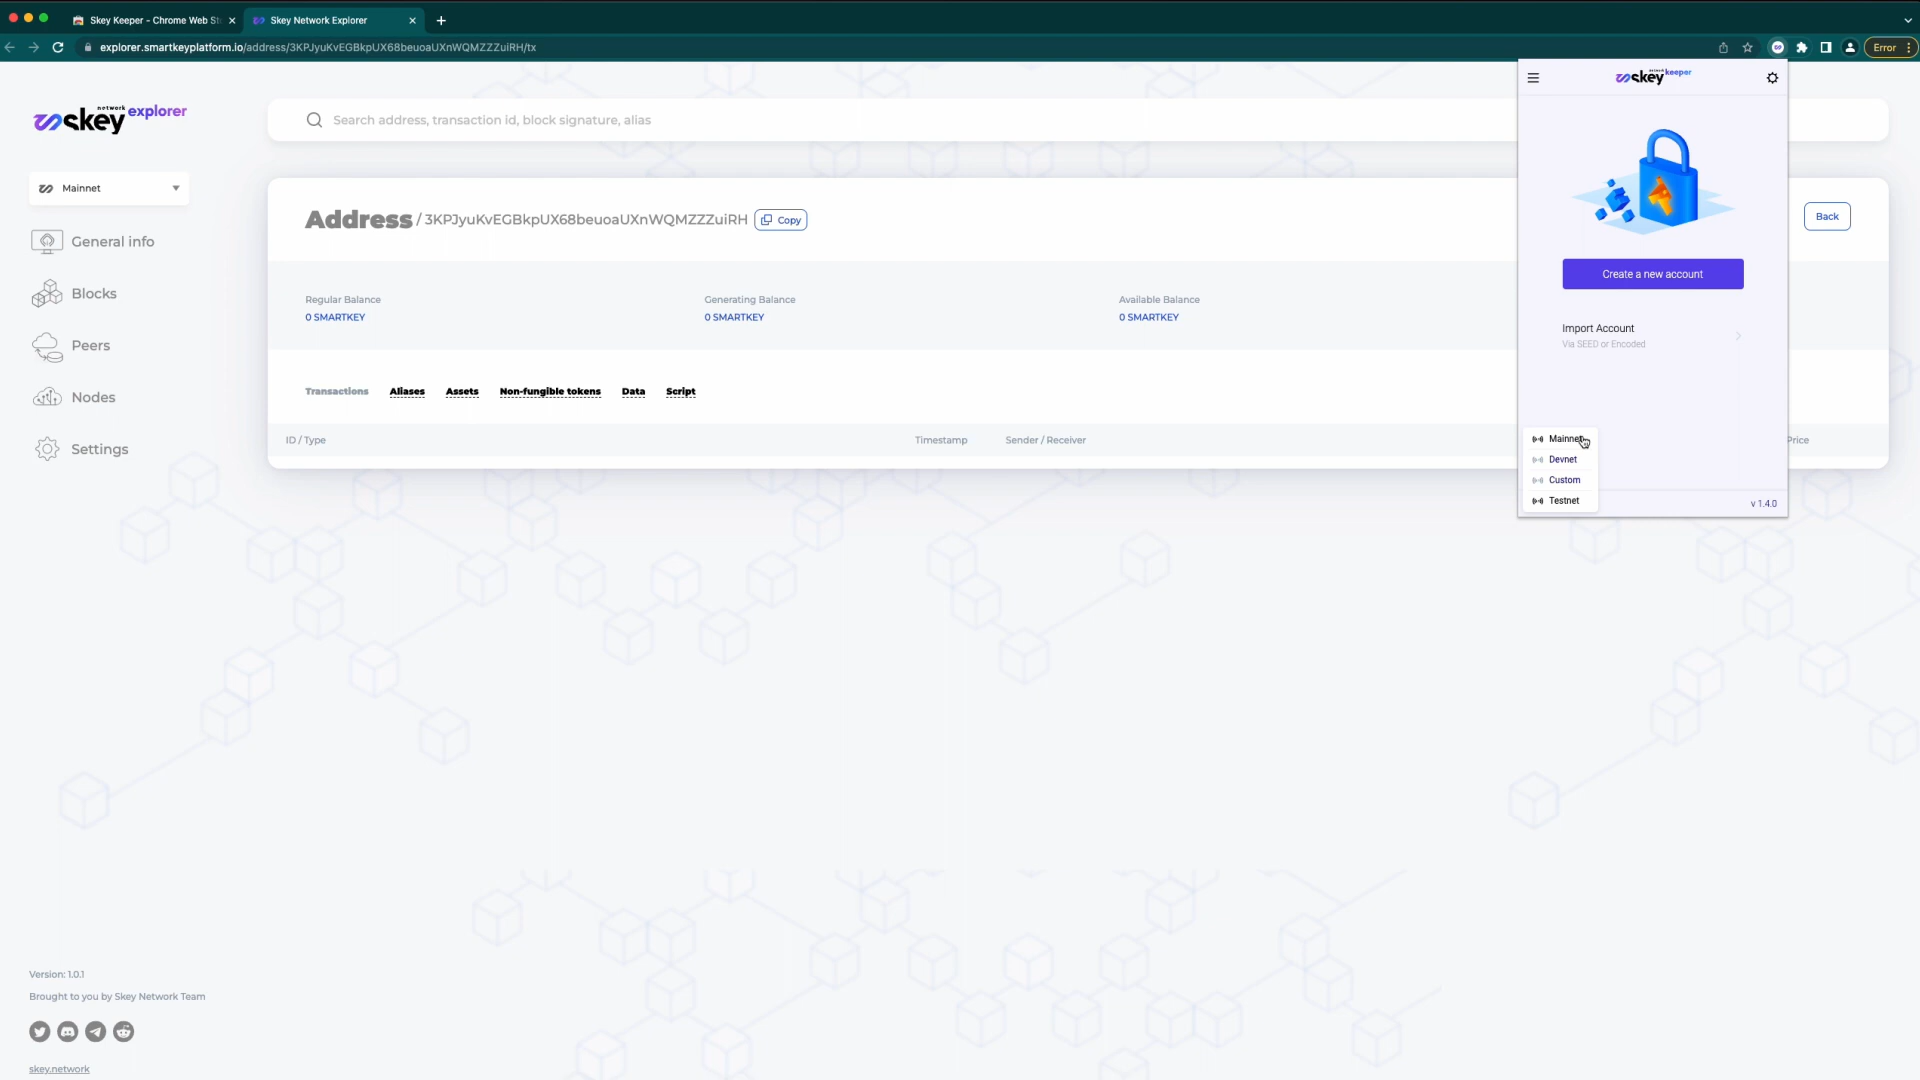 Skey Keeper - Chrome Web St
Skey Network Explorer
explorer.smartkeyplatform.io/address/3KPJyuKvEGBkpUX68beuoaUXnWQMZZZuiRH/tx
Error
network
skey explorer
Mainnet
General info
Blocks
Peers
Nodes
Settings
Search address, transaction id, block signature, alias
Address / 3KPJyuKvEGBkpUX68beuoaUXnWQMZZZuiRH
Copy
Back
Regular Balance
0 SMARTKEY
Generating Balance
0 SMARTKEY
Available Balance
0 SMARTKEY
Transactions Aliases Assets Non-fungible tokens Data Script
ID / Type
Timestamp
Sender / Receiver
Price
network
skey keeper
Create a new account
Import Account
Via SEED or Encoded
Mainnet
Devnet
Custom
Testnet
v 1.4.0
Version: 1.0.1
Brought to you by Skey Network Team
skey.network